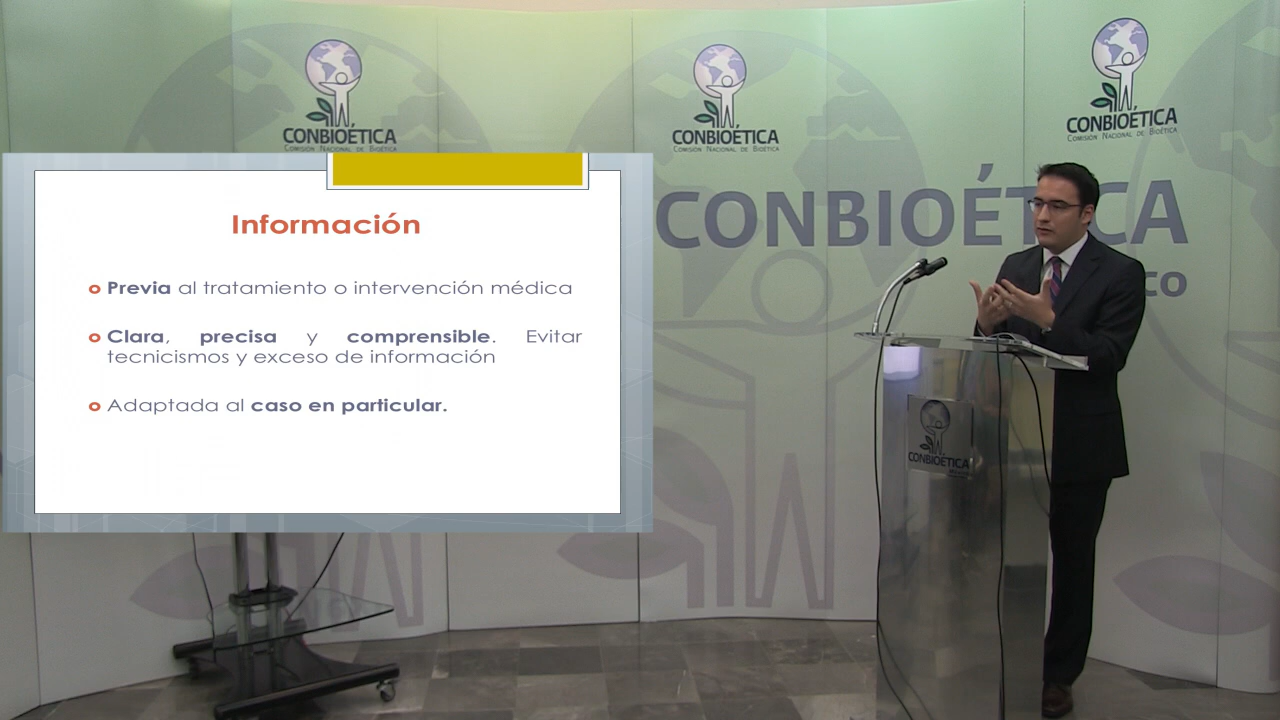 CONBIOÉTICA
COMISIÓN NACIONAL DE BIOÉTICA
CONBIOÉTICA
COMISIÓN NACIONAL DE BIOÉTICA
CONBIOÉTICA
COMISIÓN NACIONAL DE BIOÉTICA
Información
Previa al tratamiento o intervención médica
Clara, precisa y comprensible. Evitar
tecnicismos y exceso de información
Adaptada al caso en particular.
CONBIOÉTICA
CONBIOÉTICA